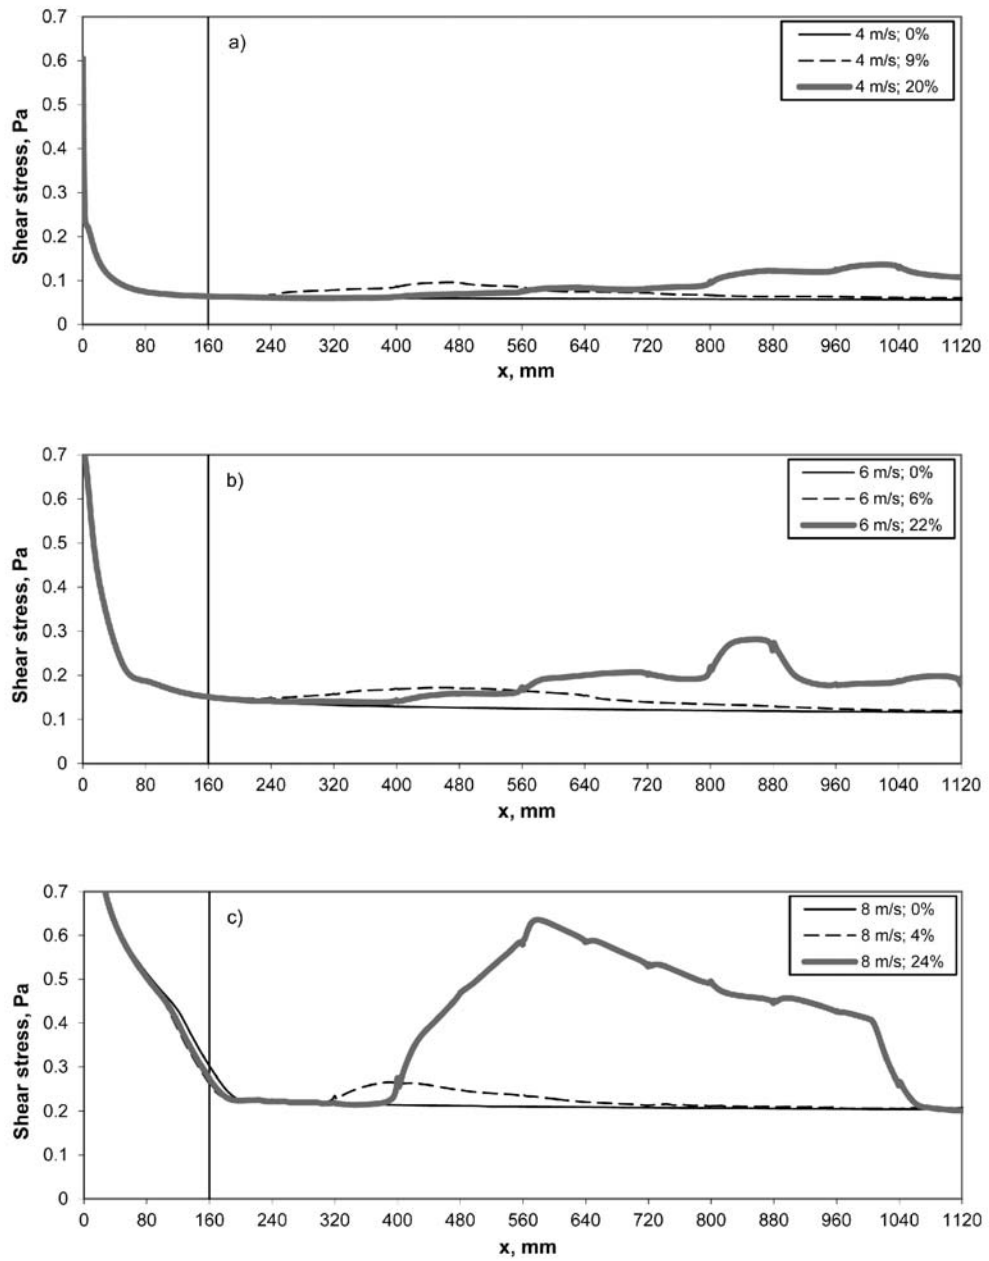 a)
4 m/s; 0%
4 m/s; 9%
4 m/s; 20%
Shear stress, Pa
0.7
0.6
0.5
0.4
0.3
0.2
0.1
0
0 80 160 240 320 400 480 560 640 720 800 880 960 1040 1120
x, mm
b)
6 m/s; 0%
6 m/s; 6%
6 m/s; 22%
Shear stress, Pa
0.7
0.6
0.5
0.4
0.3
0.2
0.1
0
0 80 160 240 320 400 480 560 640 720 800 880 960 1040 1120
x, mm
c)
8 m/s; 0%
8 m/s; 4%
8 m/s; 24%
Shear stress, Pa
0.7
0.6
0.5
0.4
0.3
0.2
0.1
0
0 80 160 240 320 400 480 560 640 720 800 880 960 1040 1120
x, mm